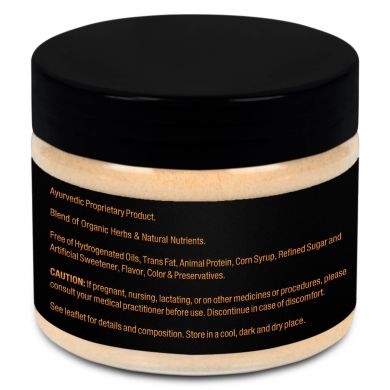 Ayurvedic Proprietary Product,
Blend of Organic Herbs & Natural Nutrients.
Free of Hydrogenated Oils, Trans Fat, Animal Protein, Corn Syrup, Refined Sugar and
Artificial Sweetener, Flavor, Color & Preservatives.
CAUTION: If pregnant, nursing, lactating, or on other medicines or procedures, please
consult your medical practitioner before use. Discontinue in case of discomfort.
See leaflet for details and composition. Store in a cool, dark and dry place.